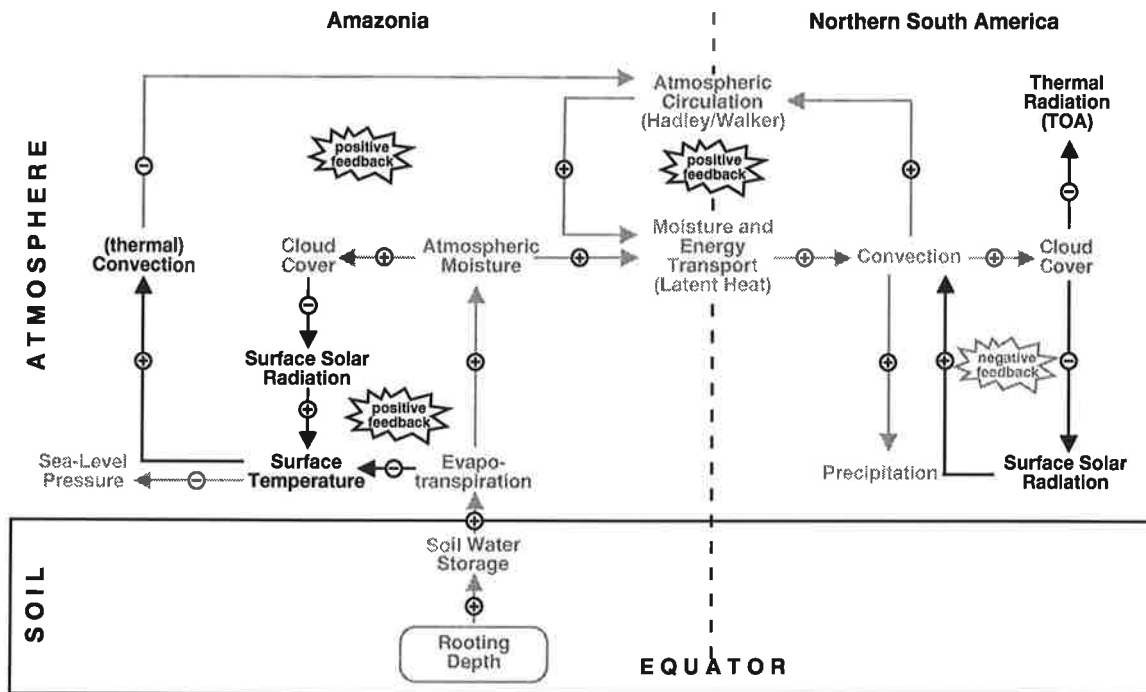 Amazonia
Northern South America
ATMOSPHERE
Atmospheric
Circulation
(Hadley/Walker)
Thermal
Radiation
(TOA)
positive
feedback
positive
feedback
−
+
+
−
(thermal)
Convection
Cloud
Cover
+
Atmospheric
Moisture
+
Moisture and
Energy
Transport
(Latent Heat)
+
Convection
+
Cloud
Cover
−
Surface Solar
Radiation
+
+
+
+
+
negative
feedback
−
positive
feedback
Sea-Level
Pressure
−
Surface
Temperature
−
Evapo-
transpiration
Precipitation
Surface Solar
Radiation
SOIL
+
Soil Water
Storage
+
Rooting
Depth
EQUATOR